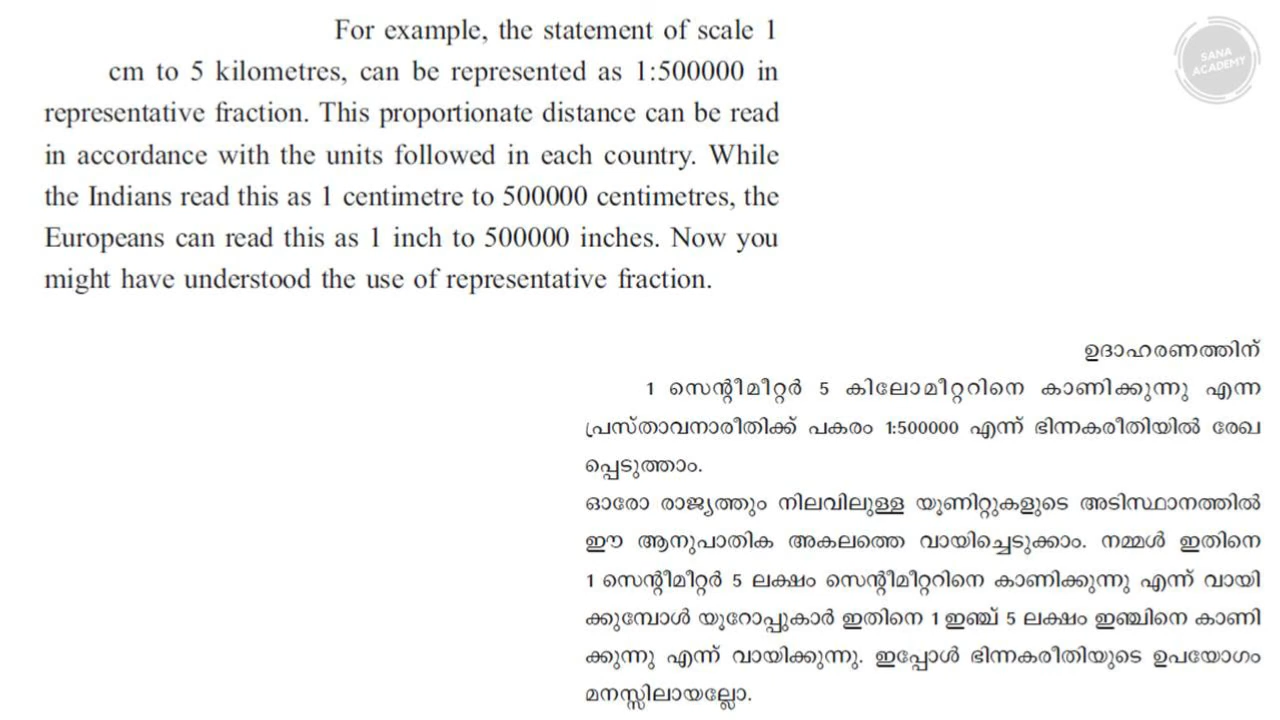 For example, the statement of scale 1
cm to 5 kilometres, can be represented as 1:500000 in
representative fraction. This proportionate distance can be read
in accordance with the units followed in each country. While
the Indians read this as 1 centimetre to 500000 centimetres, the
Europeans can read this as 1 inch to 500000 inches. Now you
might have understood the use of representative fraction.
SANA
ACADEMY
ഉദാഹരണത്തിന്
1 സെന്റീമീറ്റർ 5 കിലോമീറ്ററിനെ കാണിക്കുന്നു എന്ന
പ്രസ്താവനാരീതിക്ക് പകരം 1:500000 എന്ന് ഭിന്നകരീതിയിൽ രേഖ
പ്പെടുത്താം.
ഓരോ രാജ്യത്തും നിലവിലുള്ള യൂണിറ്റുകളുടെ അടിസ്ഥാനത്തിൽ
ഈ ആനുപാതിക അകലത്തെ വായിച്ചെടുക്കാം. നമ്മൾ ഇതിനെ
1 സെന്റീമീറ്റർ 5 ലക്ഷം സെന്റീമീറ്ററിനെ കാണിക്കുന്നു എന്ന് വായി
ക്കുമ്പോൾ യൂറോപ്പുകാർ ഇതിനെ 1 ഇഞ്ച് 5 ലക്ഷം ഇഞ്ചിനെ കാണി
ക്കുന്നു എന്ന് വായിക്കുന്നു. ഇപ്പോൾ ഭിന്നകരീതിയുടെ ഉപയോഗം
മനസ്സിലായല്ലോ.